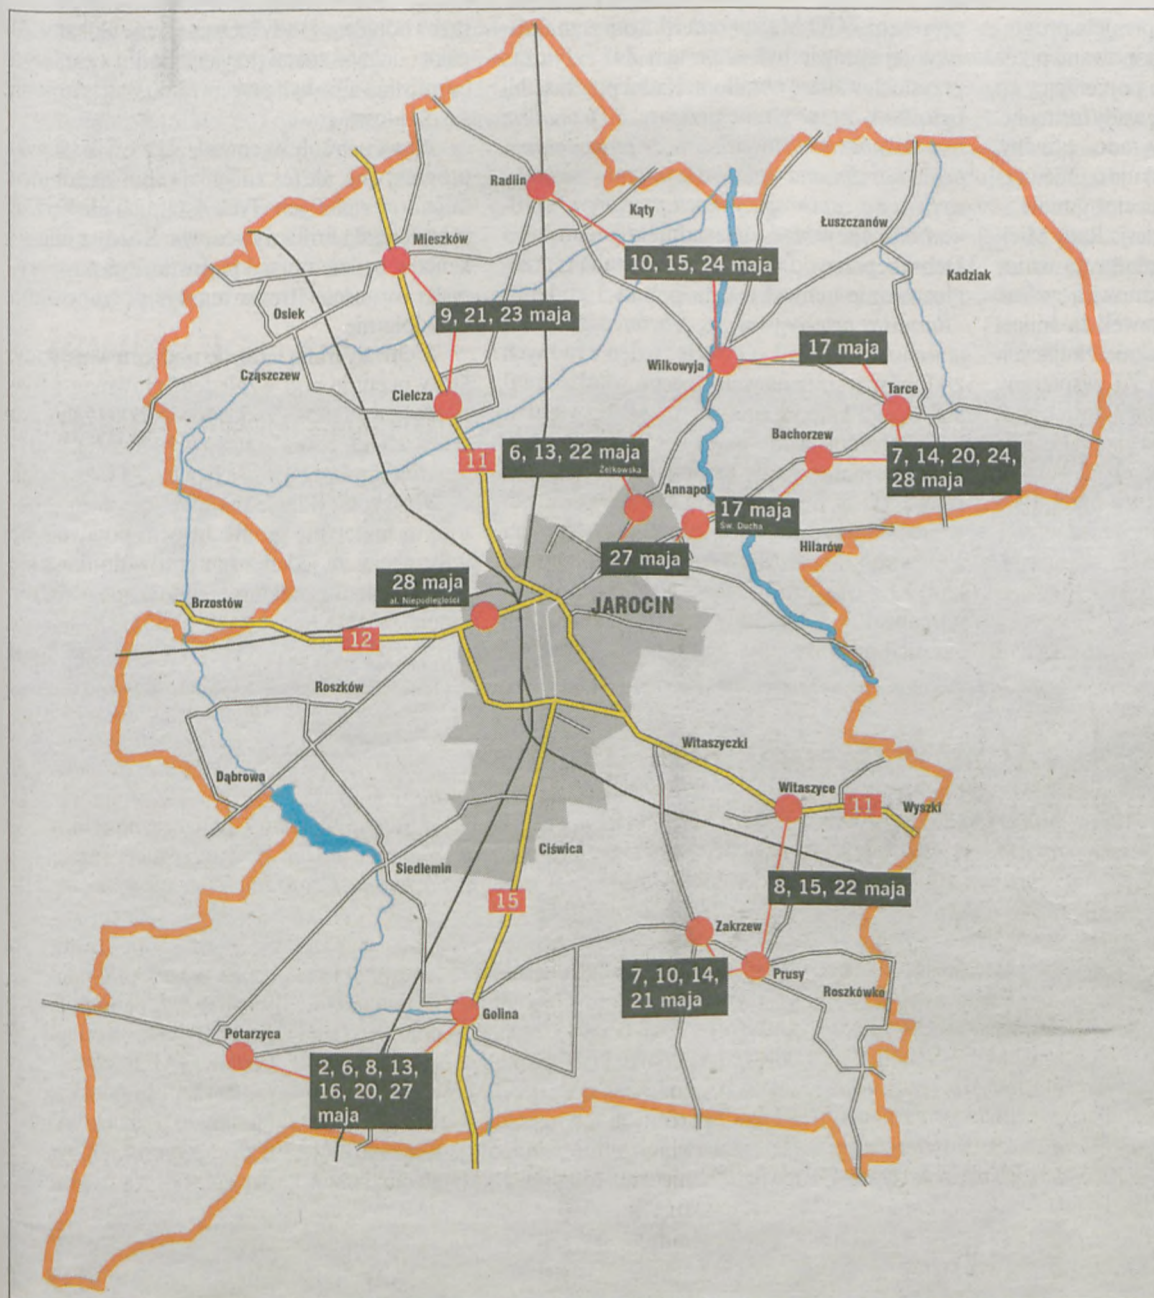 Radlin
Kąty
Łuszczanów
Mieszków
10, 15, 24 maja
Kadziak
Osiek
9, 21, 23 maja
17 maja
Wilkowyja
Cząszczew
Cielcza
Tarce
Bachorzew
6, 13, 22 maja
Żerkowska
11
7, 14, 20, 24,
28 maja
Annapol
17 maja
Św. Ducha
Hilarów
27 maja
28 maja
al. Niepodległości
Brzostów
JAROCIN
12
Roszków
Witaszyczki
Dąbrowa
Witaszyce
11
Wyszki
Ciświca
Siedlemin
8, 15, 22 maja
15
Zakrzew
7, 10, 14,
21 maja
Prusy
Roszkówko
Golina
Potarzyca
2, 6, 8, 13,
16, 20, 27
maja